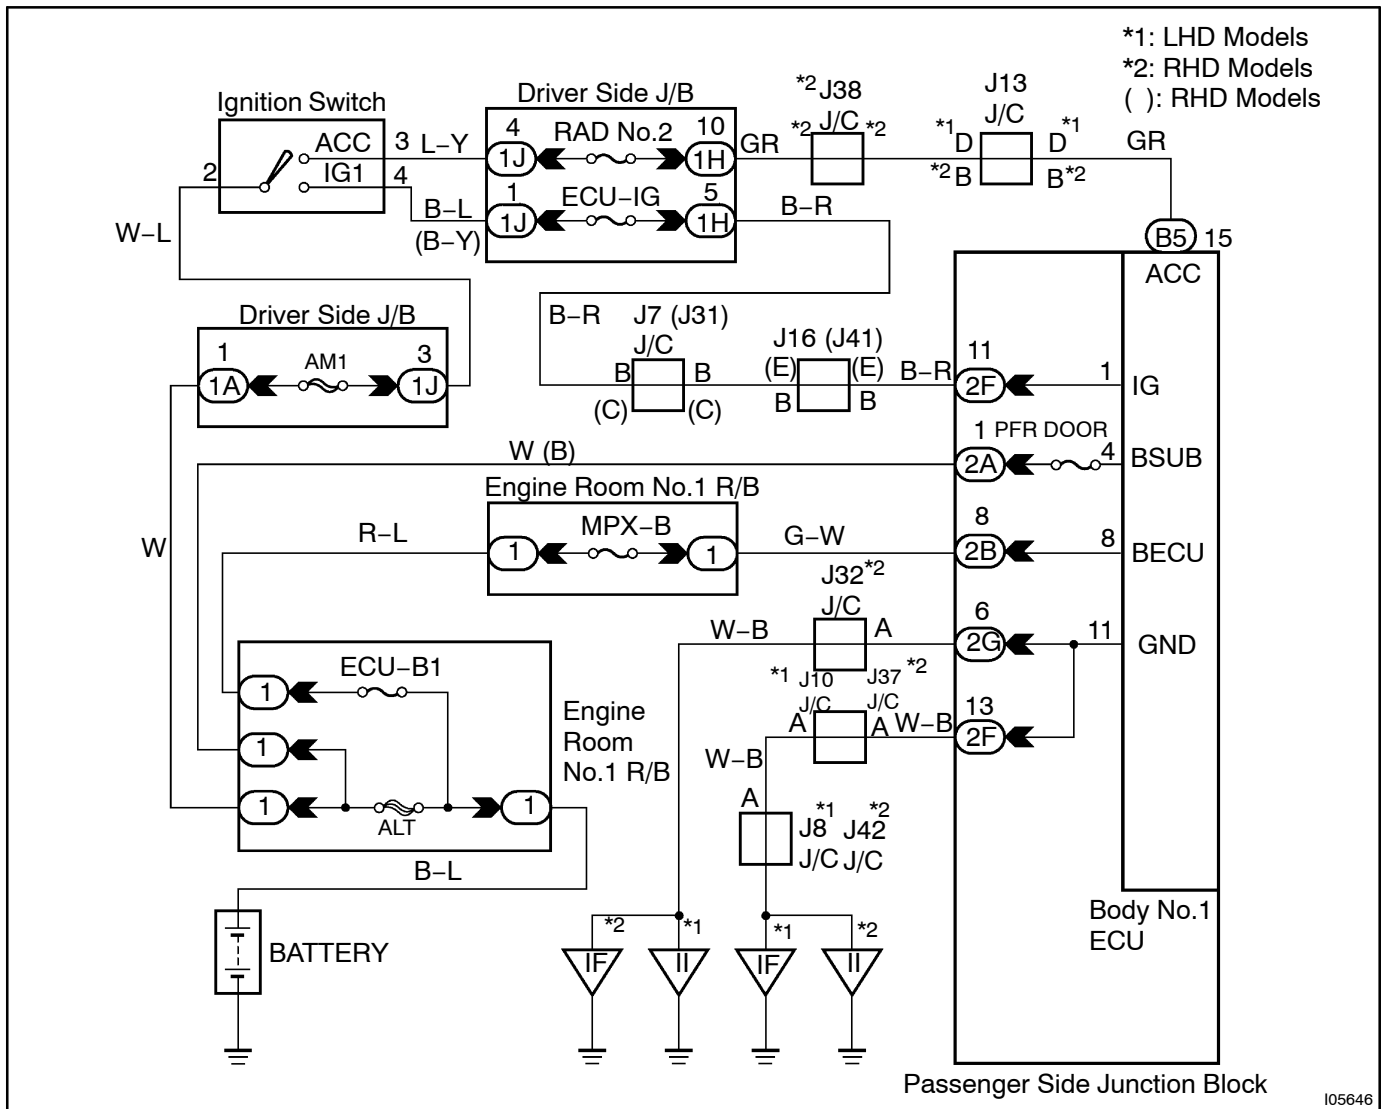 *1: LHD Models
*2: RHD Models
( ): RHD Models
Ignition Switch
ACC
IG1
2
3
4
L-Y
B-L
(B-Y)
W-L
Driver Side J/B
4
RAD No.2
10
1J
1H
1
ECU-IG
5
1J
1H
GR
*2 J38
J/C
*2
*2
J13
J/C
*1 D
*2 B
D *1
B *2
GR
B5
15
ACC
B-R
Driver Side J/B
1
AM1
3
1A
1J
B-R
J7 (J31)
J/C
B
B
(C)
(C)
J16 (J41)
(E)
(E)
B
B
B-R
11
2F
1
IG
1
PFR DOOR
2A
4
BSUB
W (B)
Engine Room No.1 R/B
MPX-B
1
1
R-L
G-W
W
8
2B
8
BECU
J32 *2
J/C
W-B
A
6
2G
11
GND
*1 J10
J/C
J37 *2
J/C
A
A
W-B
13
2F
W-B
A
J8 *1
J/C
J42 *2
J/C
ECU-B1
1
1
1
ALT
1
Engine
Room
No.1 R/B
B-L
BATTERY
*2
*1
*1
*2
IF
II
IF
II
Body No.1
ECU
Passenger Side Junction Block
I05646